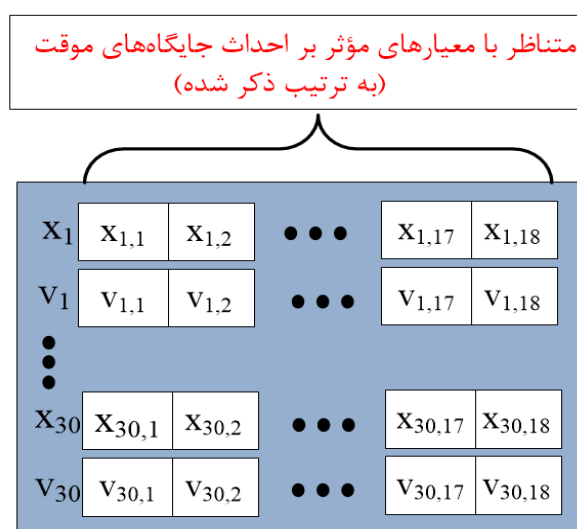 متناظر با معیارهای مؤثر بر احداث جایگاه‌های موقت
(به ترتیب ذکر شده)
x1 x1,1 x1,2 ••• x1,17 x1,18
v1 v1,1 v1,2 ••• v1,17 v1,18
•••
x30 x30,1 x30,2 ••• x30,17 x30,18
v30 v30,1 v30,2 ••• v30,17 v30,18